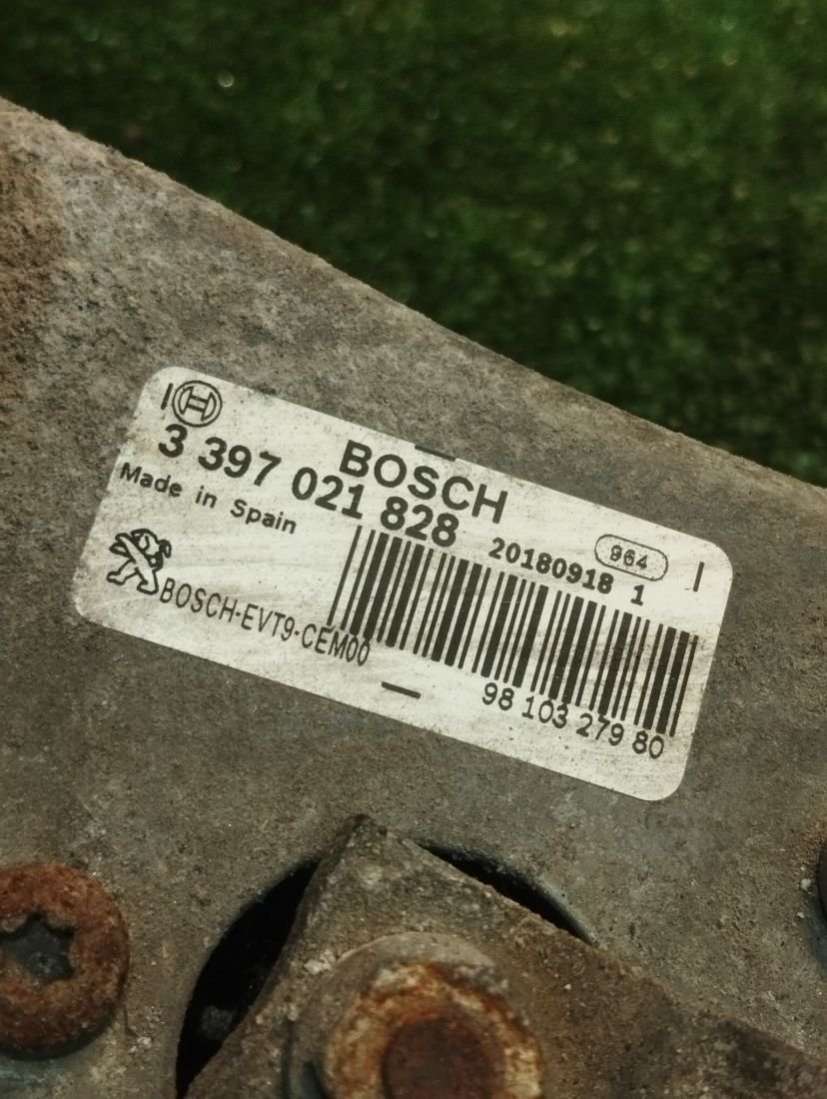 BOSCH
3 397 021 828
Made in Spain
20180918 1
964
BOSCH-EVT9-CEM00
98 103 279 80